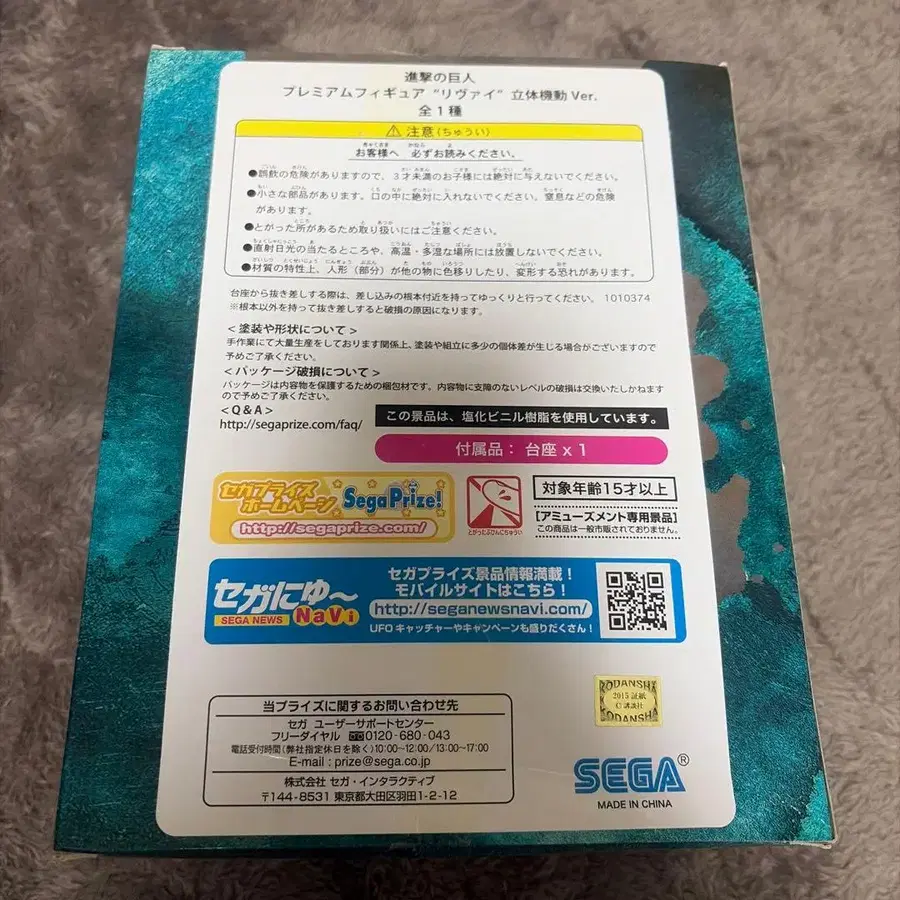 進撃の巨人
プレミアムフィギュア “リヴァイ” 立体機動 Ver.
全1種
⚠ 注意(ちゅうい)
お客様へ 必ずお読みください。
●誤飲の危険がありますので、3才未満のお子様には絶対に与えないでください。
●小さな部品があります。口の中に絶対に入れないでください。窒息などの危険
があります。
●とがった所があるため取り扱いにはご注意ください。
●直射日光の当たるところや、高温・多湿な場所には放置しないでください。
●材質の特性上、人形(部分)が他の物に色移りしたり、変形する恐れがあります。
台座から抜き差しする際は、差し込みの根本付近を持ってゆっくりと行ってください。 1010374
※根本以外を持って抜き差しすると破損の原因になります。
<塗装や形状について>
手作業にて大量生産をしております関係上、塗装や組立に多少の個体差が生じる場合がございますので
予めご了承ください。
<パッケージ破損について>
パッケージは内容物を保護するための梱包材です、内容物に支障のないレベルの破損は交換いたしかねます
ので予めご了承ください。
<Q&A>
http://segaprize.com/faq/
この景品は、塩化ビニル樹脂を使用しています。
付属品:台座 x 1
セガプライズ
ホームページ
SegaPrize!
http://segaprize.com/
とがったぶぶんにちゅうい
対象年齢15才以上
【アミューズメント専用景品】
この商品は一般市販されておりません。
セガにゅ〜
SEGA NEWS NaVi
セガプライズ景品情報満載!
モバイルサイトはこちら!
http://seganewsnavi.com/
UFOキャッチャーやキャンペーンも盛りだくさん!
当プライズに関するお問い合わせ先
セガ ユーザーサポートセンター
フリーダイヤル 0120-680-043
電話受付時間(弊社指定休日を除く)10:00~12:00/13:00~17:00
E-mail : prize@sega.co.jp
株式会社 セガ・インタラクティブ
〒144-8531 東京都大田区羽田1-2-12
KODANSHA
2015 証紙
© 講談社
KODANSHA
SEGA®
MADE IN CHINA